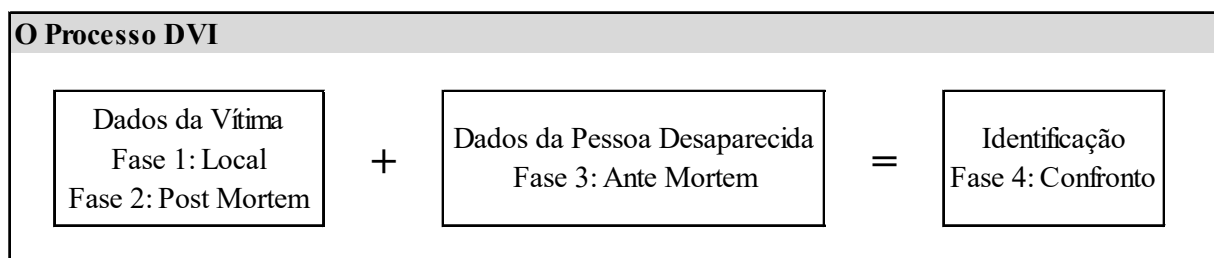 O Processo DVI
Dados da Vítima
Fase 1: Local
Fase 2: Post Mortem
+
Dados da Pessoa Desaparecida
Fase 3: Ante Mortem
=
Identificação
Fase 4: Confronto